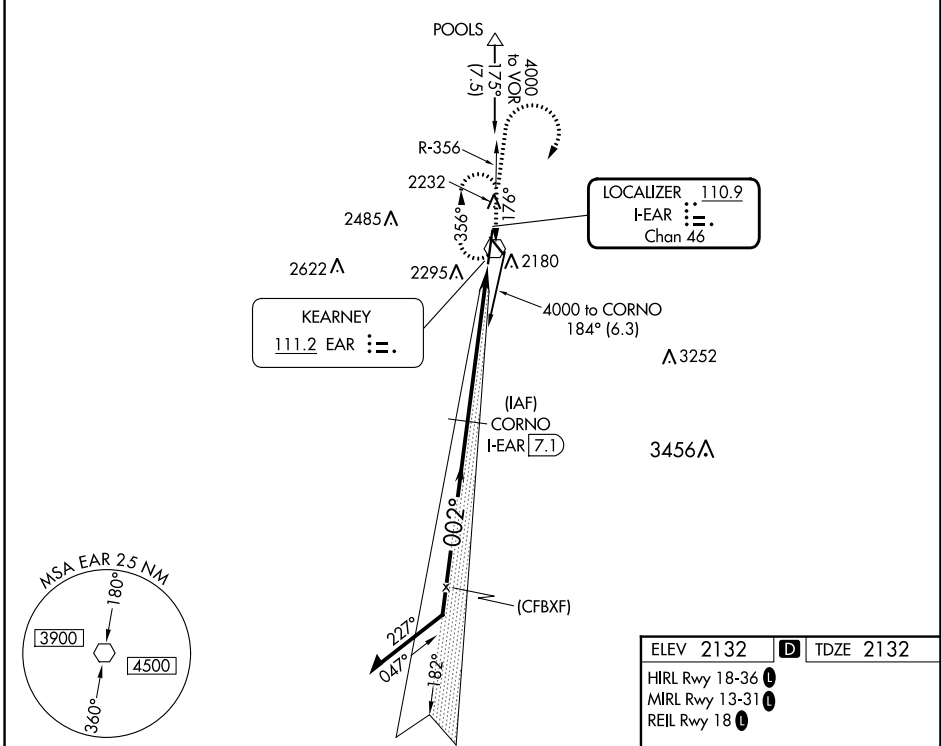 POOLS
4000
to VOR
175°
(7.5)
R-356
2232
176°
356°
2485
LOCALIZER 110.9
I-EAR
Chan 46
2622
2295
2180
KEARNEY
111.2 EAR
4000 to CORNO
184° (6.3)
3252
(IAF)
CORNO
I-EAR 7.1
3456
002°
(CFBXF)
227°
047°
182°
MSA EAR 25 NM
180°
3900
4500
360°
ELEV 2132 D TDZE 2132
HIRL Rwy 18-36 L
MIRL Rwy 13-31 L
REIL Rwy 18 L